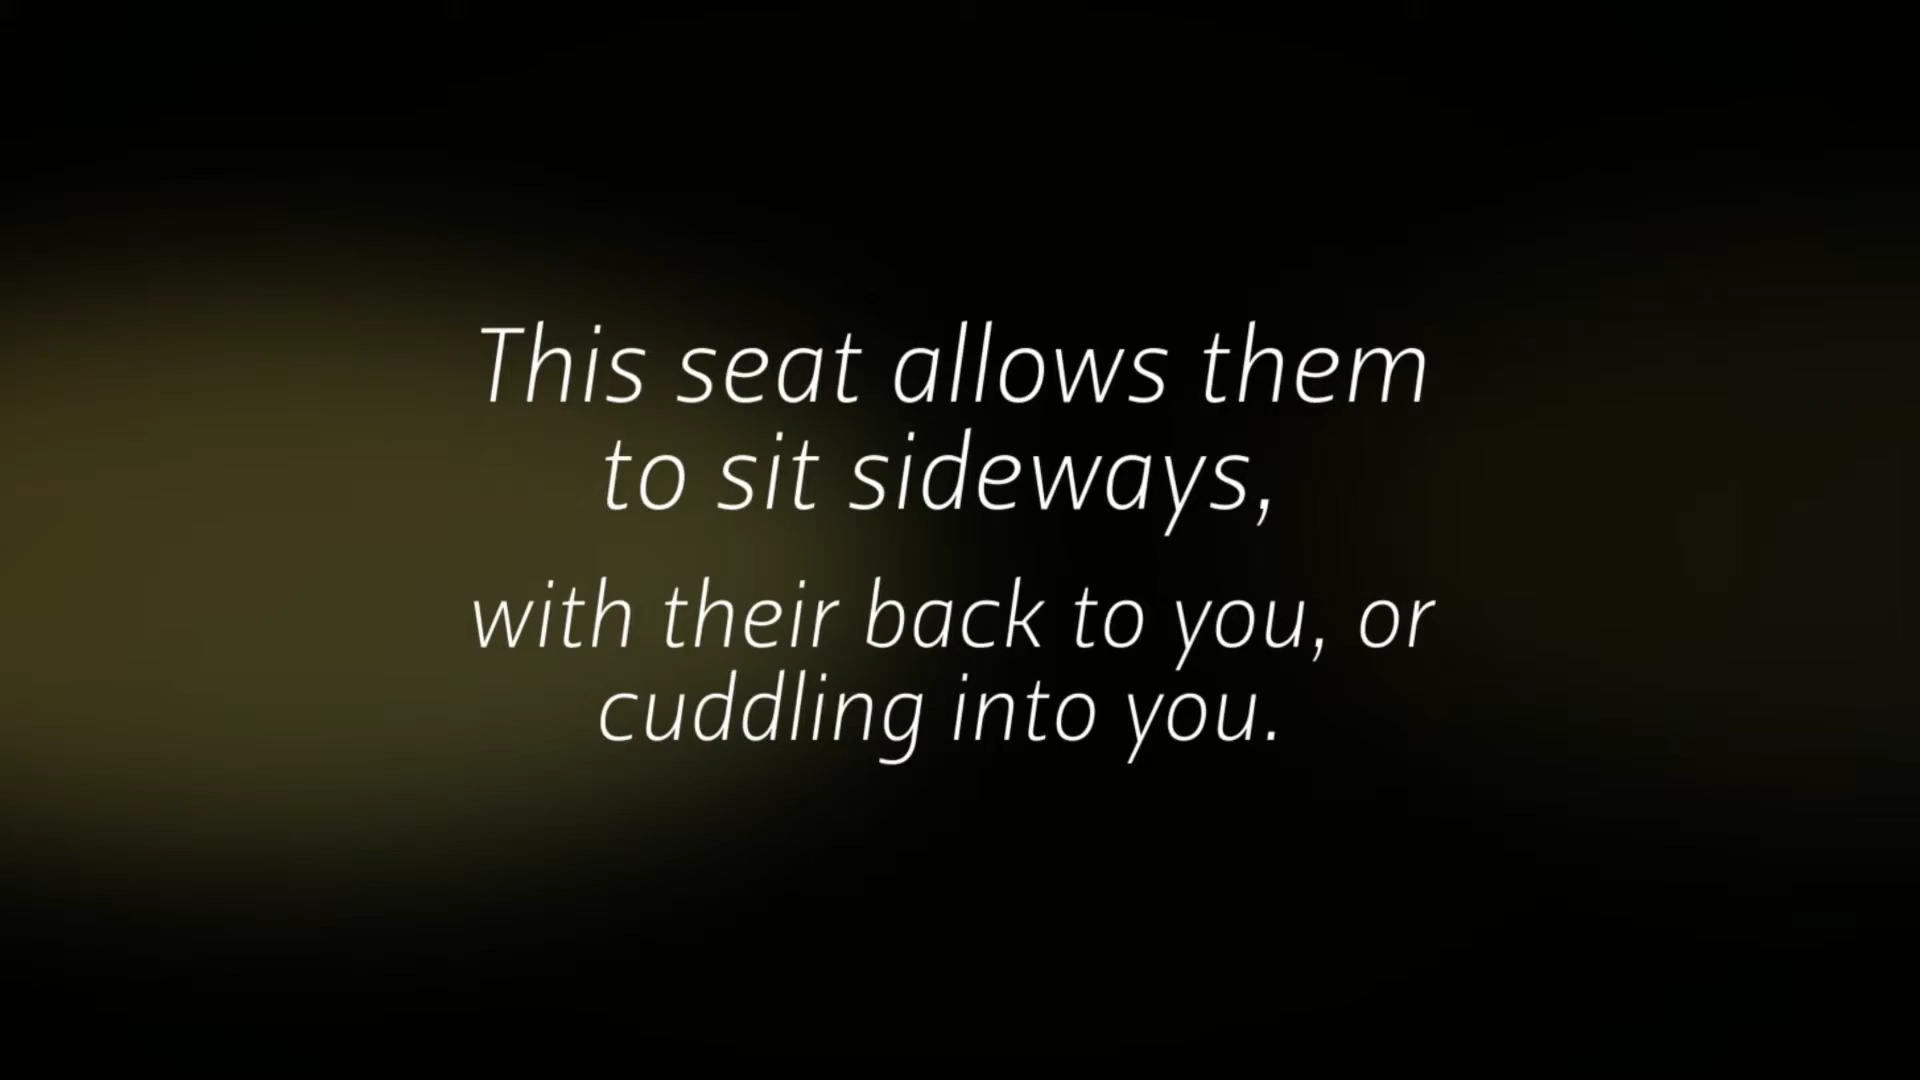 This seat allows them
to sit sideways,
with their back to you, or
cuddling into you.